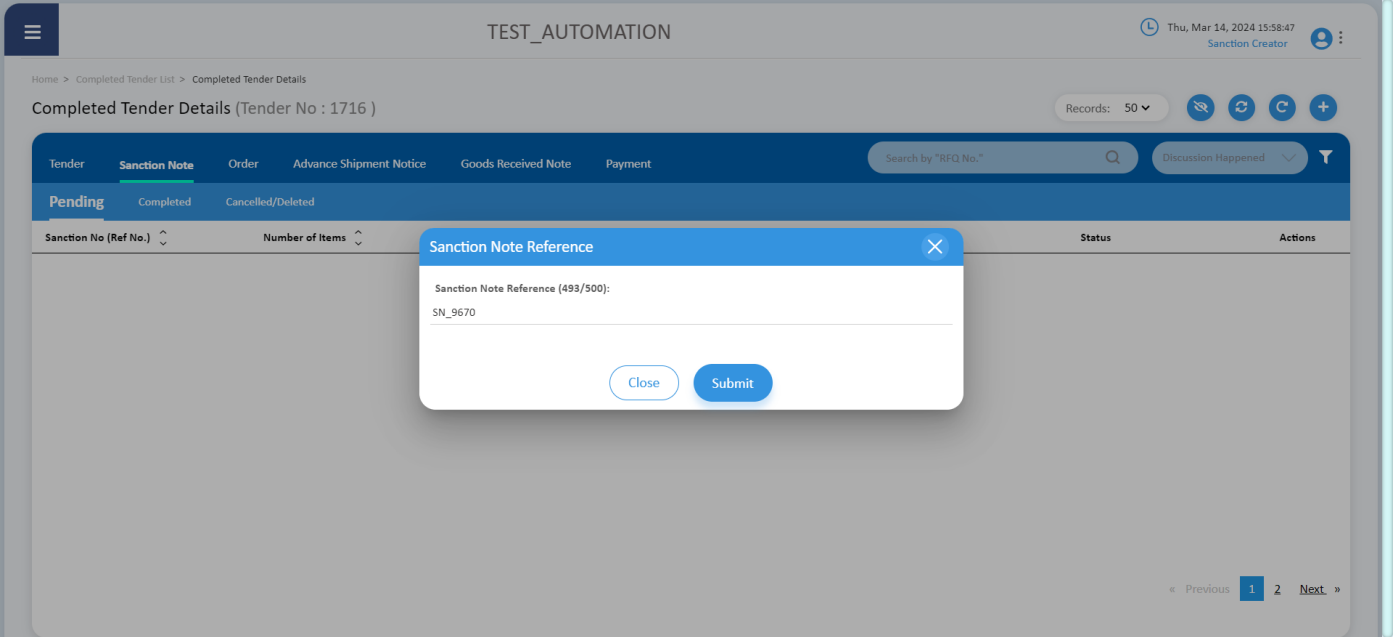 TEST_AUTOMATION
Thu, Mar 14, 2024 15:58:47
Sanction Creator
Home > Completed Tender List > Completed Tender Details
Completed Tender Details (Tender No : 1716 )
Records: 50
Tender Sanction Note Order Advance Shipment Notice Goods Received Note Payment
Search by "RFQ No."
Discussion Happened
Pending Completed Cancelled/Deleted
Sanction No (Ref No.) Number of Items Status Actions
Sanction Note Reference
Sanction Note Reference (493/500):
SN_9670
Close Submit
« Previous 1 2 Next »